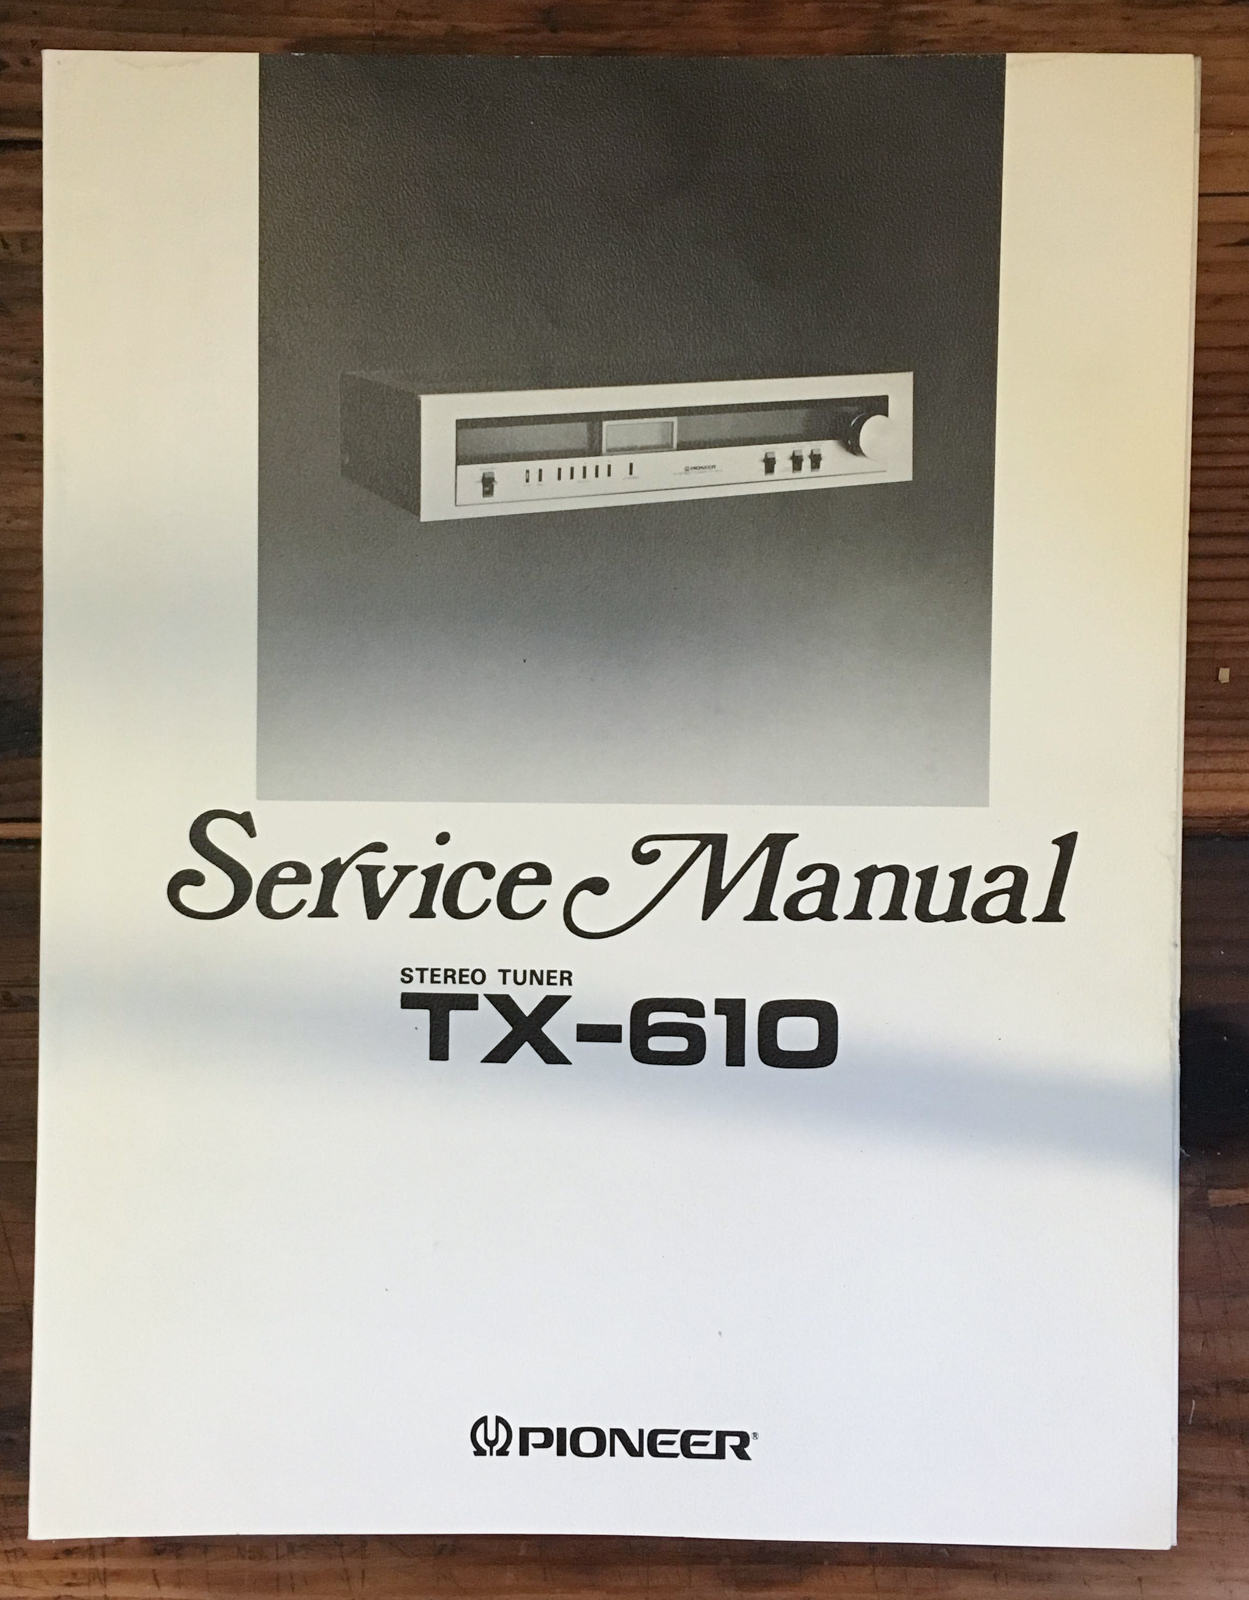 PIONEER
Service Manual
STEREO TUNER
TX-610
PIONEER®